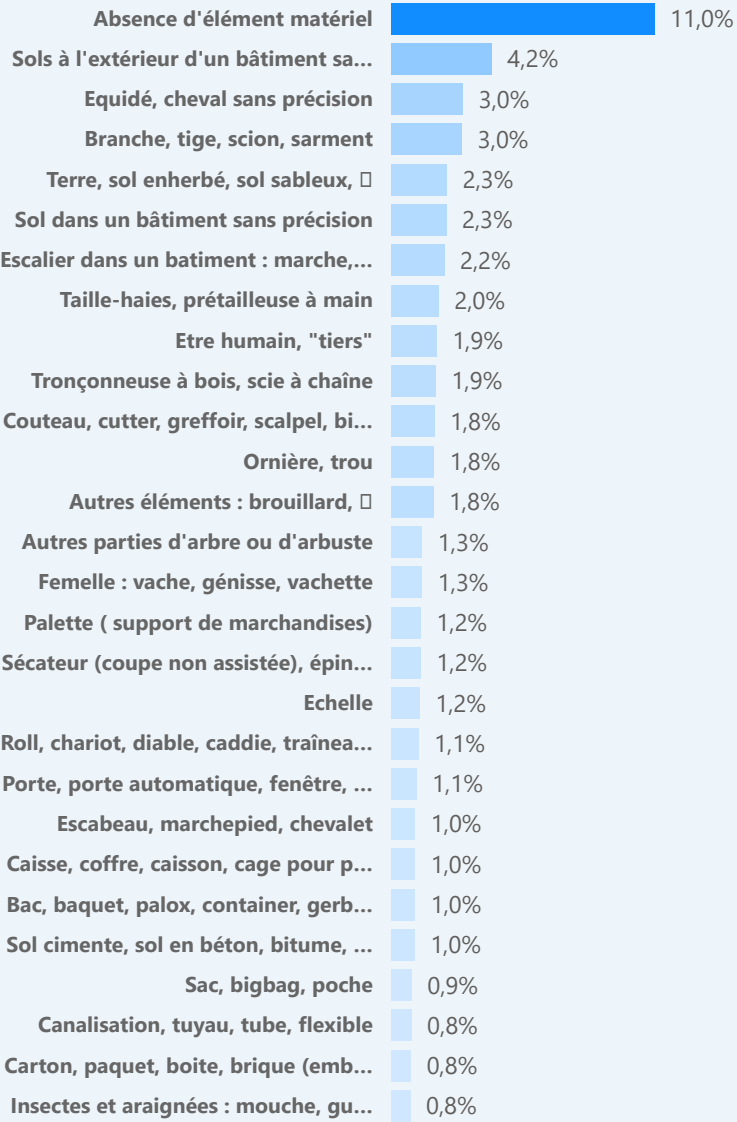 Absence d'élément matériel 11,0%
Sols à l'extérieur d'un bâtiment sa... 4,2%
Equidé, cheval sans précision 3,0%
Branche, tige, scion, sarment 3,0%
Terre, sol enherbé, sol sableux, 2,3%
Sol dans un bâtiment sans précision 2,3%
Escalier dans un batiment : marche,... 2,2%
Taille-haies, prétailleuse à main 2,0%
Etre humain, "tiers" 1,9%
Tronçonneuse à bois, scie à chaîne 1,9%
Couteau, cutter, greffoir, scalpel, bi... 1,8%
Ornière, trou 1,8%
Autres éléments : brouillard, 1,8%
Autres parties d'arbre ou d'arbuste 1,3%
Femelle : vache, génisse, vachette 1,3%
Palette ( support de marchandises) 1,2%
Sécateur (coupe non assistée), épin... 1,2%
Echelle 1,2%
Roll, chariot, diable, caddie, traînea... 1,1%
Porte, porte automatique, fenêtre, ... 1,1%
Escabeau, marchepied, chevalet 1,0%
Caisse, coffre, caisson, cage pour p... 1,0%
Bac, baquet, palox, container, gerb... 1,0%
Sol cimente, sol en béton, bitume, ... 1,0%
Sac, bigbag, poche 0,9%
Canalisation, tuyau, tube, flexible 0,8%
Carton, paquet, boite, brique (emb... 0,8%
Insectes et araignées : mouche, gu... 0,8%